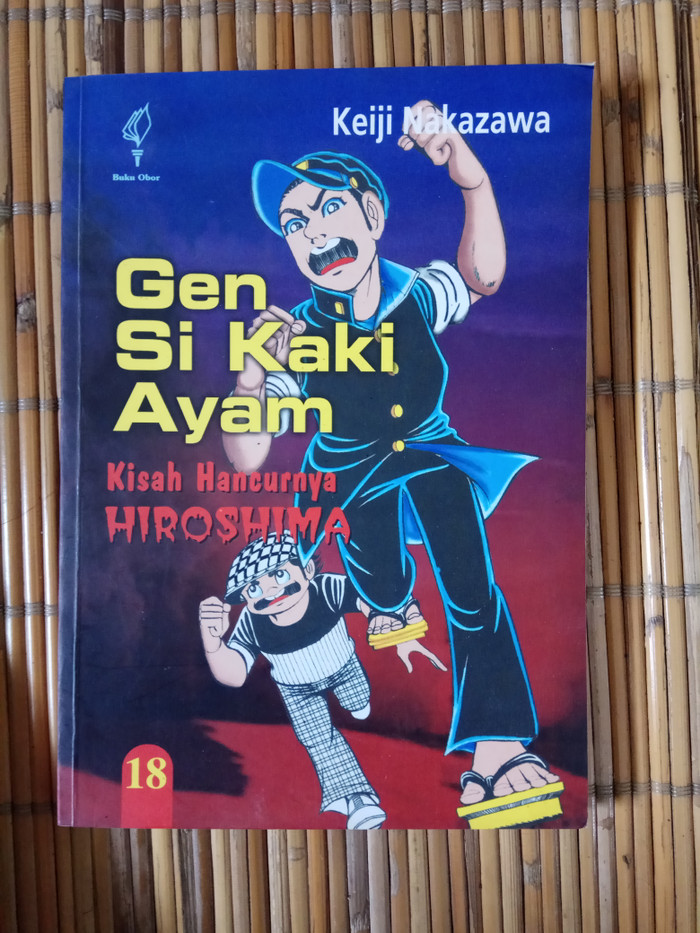 Keiji Nakazawa
Buku Obor
Gen
Si Kaki
Ayam
Kisah Hancurnya
HIROSHIMA
18